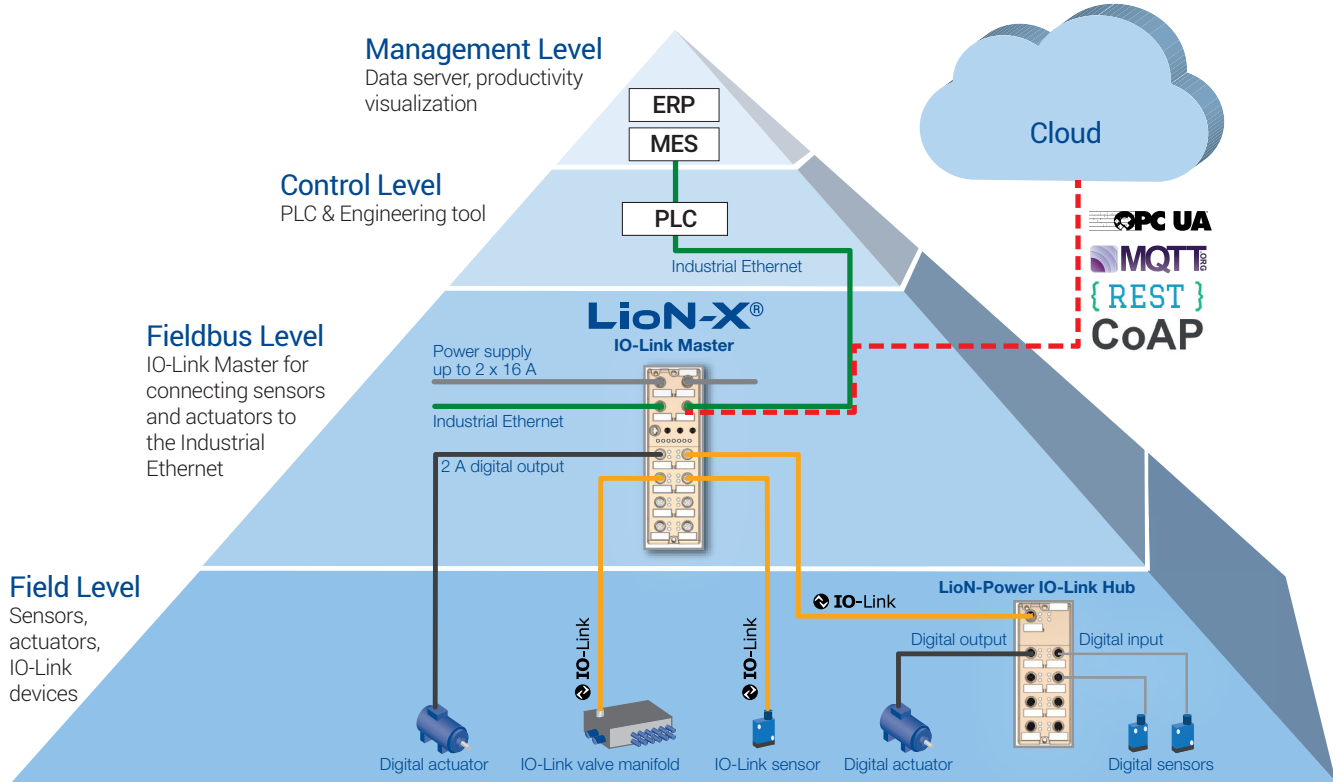 Management Level
Data server, productivity
visualization
ERP
MES
Cloud
Control Level
PLC & Engineering tool
PLC
Industrial Ethernet
OPC UA
MQTT.ORG
{ REST }
CoAP
Fieldbus Level
IO-Link Master for
connecting sensors
and actuators to
the Industrial
Ethernet
LioN-X®
IO-Link Master
Power supply
up to 2 x 16 A
Industrial Ethernet
2 A digital output
Field Level
Sensors,
actuators,
IO-Link
devices
IO-Link
IO-Link
IO-Link
LioN-Power IO-Link Hub
Digital output
Digital input
Digital actuator
IO-Link valve manifold
IO-Link sensor
Digital actuator
Digital sensors